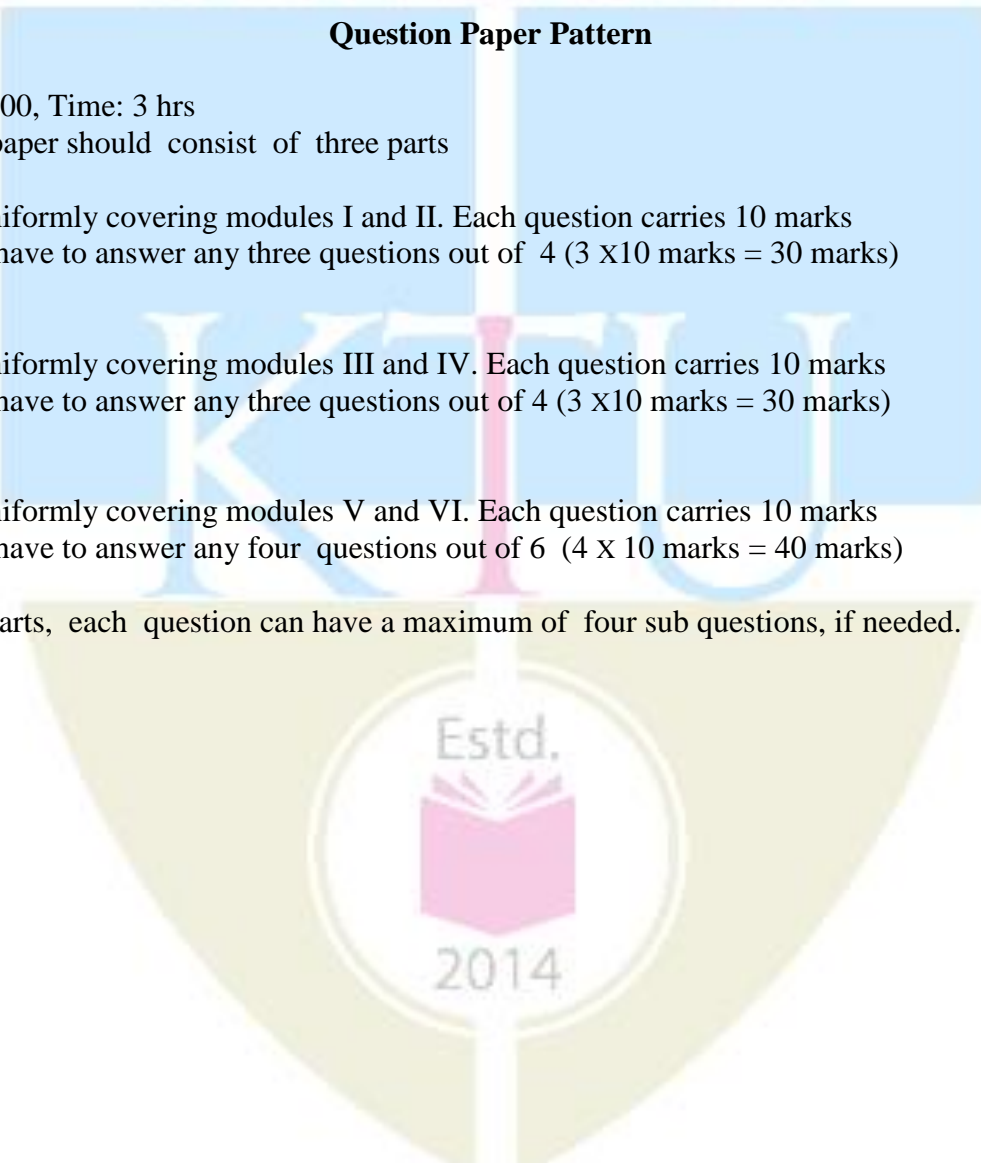 Question Paper Pattern
00, Time: 3 hrs
paper should consist of three parts
niformly covering modules I and II. Each question carries 10 marks
have to answer any three questions out of 4 (3 X10 marks = 30 marks)
niformly covering modules III and IV. Each question carries 10 marks
have to answer any three questions out of 4 (3 X10 marks = 30 marks)
niformly covering modules V and VI. Each question carries 10 marks
have to answer any four questions out of 6 (4 X 10 marks = 40 marks)
arts, each question can have a maximum of four sub questions, if needed.
KTU
Estd.
2014